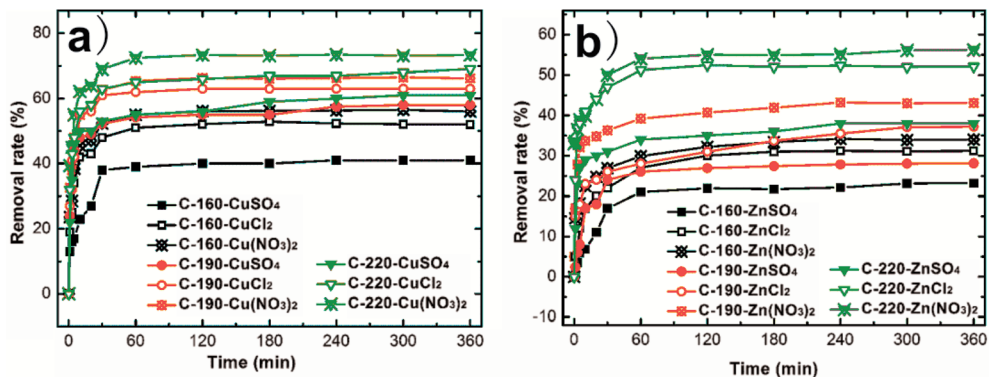 a)
Removal rate (%)
80
60
40
20
0
C-160-CuSO₄
C-160-CuCl₂
C-160-Cu(NO₃)₂
C-190-CuSO₄
C-190-CuCl₂
C-190-Cu(NO₃)₂
C-220-CuSO₄
C-220-CuCl₂
C-220-Cu(NO₃)₂
0 60 120 180 240 300 360
Time (min)
b)
Removal rate (%)
60
50
40
30
20
10
0
-10
C-160-ZnSO₄
C-160-ZnCl₂
C-160-Zn(NO₃)₂
C-190-ZnSO₄
C-190-ZnCl₂
C-190-Zn(NO₃)₂
C-220-ZnSO₄
C-220-ZnCl₂
C-220-Zn(NO₃)₂
0 60 120 180 240 300 360
Time (min)